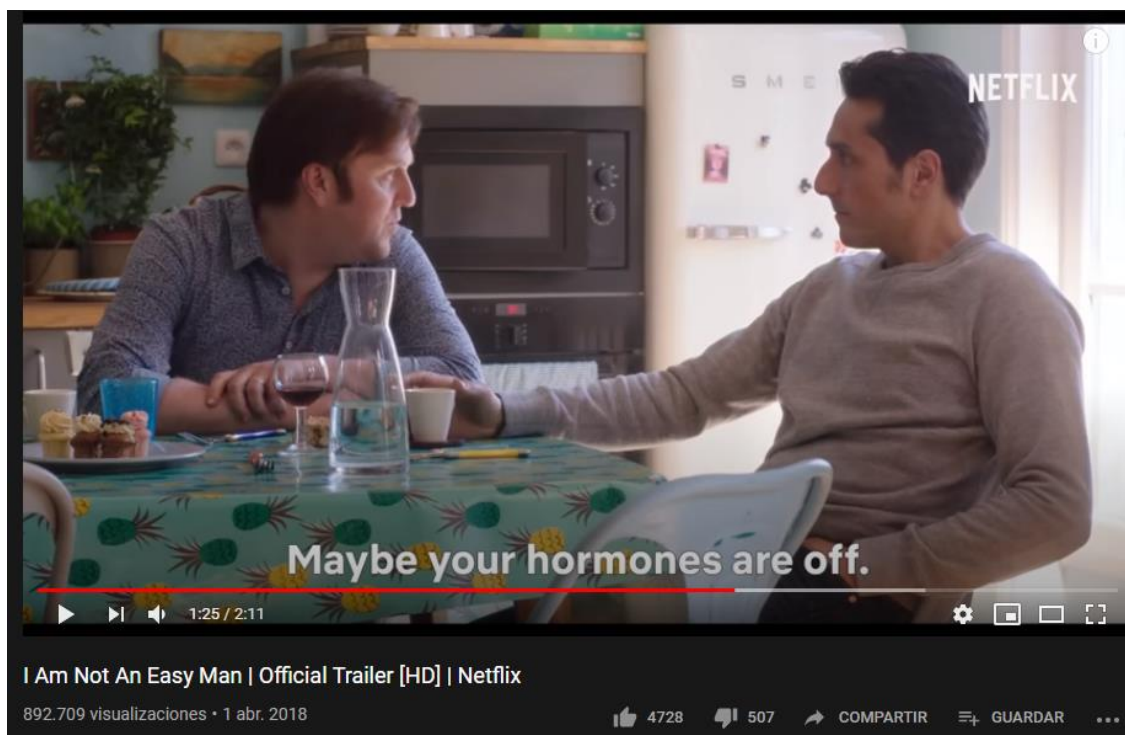 SME
NETFLIX
Maybe your hormones are off.
1:25 / 2:11
I Am Not An Easy Man | Official Trailer [HD] | Netflix
892.709 visualizaciones • 1 abr. 2018
4728
507
COMPARTIR
GUARDAR